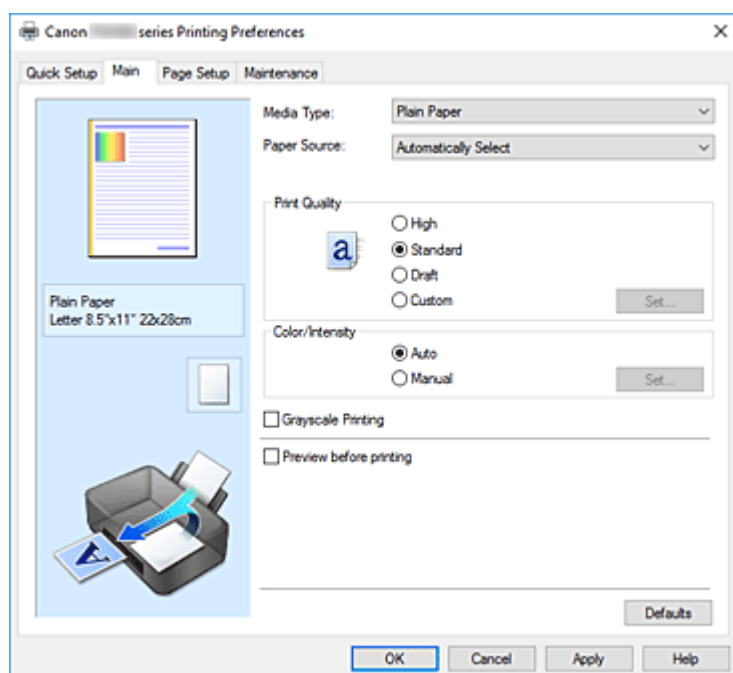 Canon series Printing Preferences
Quick Setup Main Page Setup Maintenance
Media Type: Plain Paper
Paper Source: Automatically Select
Print Quality
High
a Standard
Draft
Custom Set...
Plain Paper
Letter 8.5"x11" 22x28cm
Color/Intensity
Auto
Manual Set...
Grayscale Printing
Preview before printing
A
Defaults
OK Cancel Apply Help